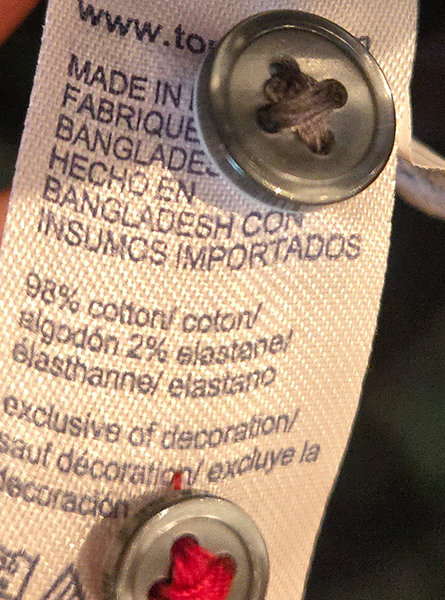 www.to
MADE IN
FABRIQUE
BANGLADES
HECHO EN
BANGLADESH CON
INSUMOS IMPORTADOS
98% cotton/ coton/
algodón 2% elastane/
élasthanne/ elastano
exclusive of decoration/
sauf décoration/ excluye la
decoración